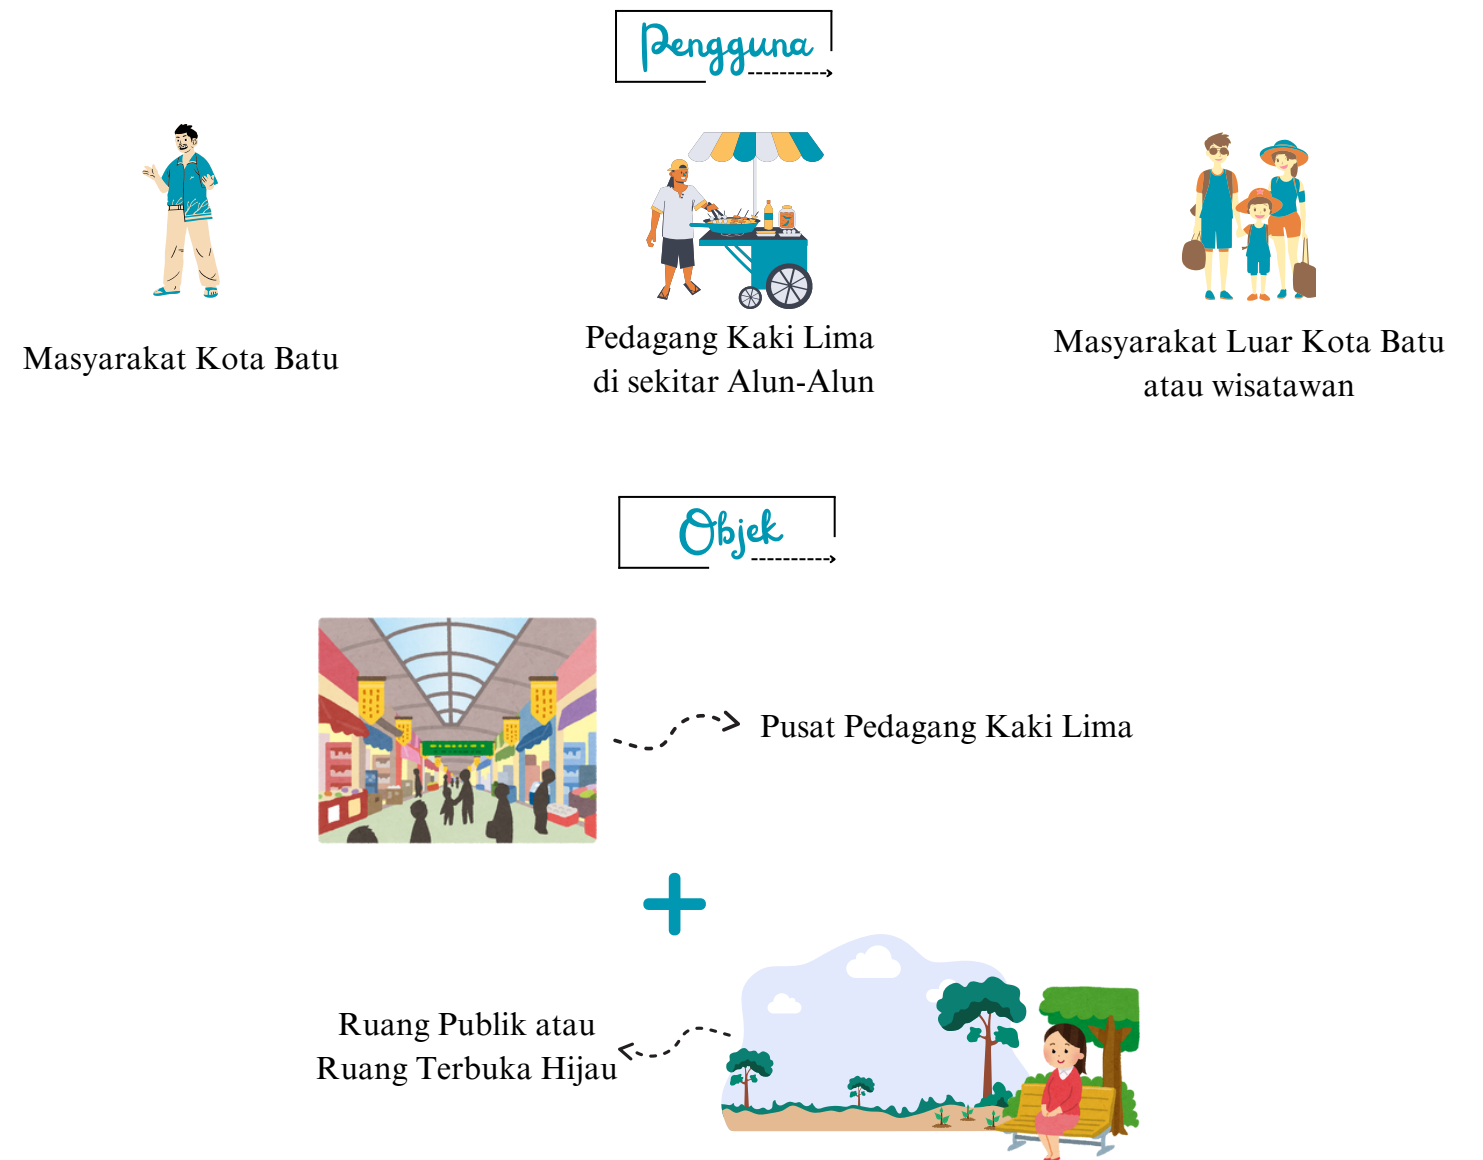 Pengguna
Masyarakat Kota Batu
Pedagang Kaki Lima
di sekitar Alun-Alun
Masyarakat Luar Kota Batu
atau wisatawan
Objek
Pusat Pedagang Kaki Lima
Ruang Publik atau
Ruang Terbuka Hijau